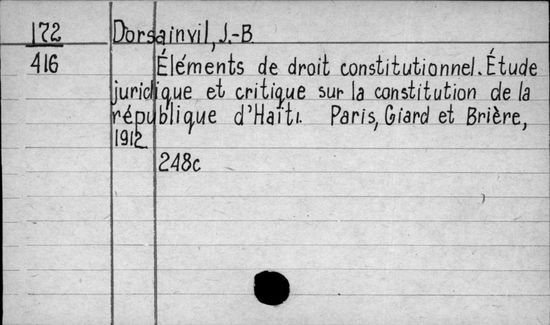 172 Dorsainvil, J.-B.
416 Éléments de droit constitutionnel. Étude
juridique et critique sur la constitution de la
république d'Haïti. Paris, Giard et Brière,
1912
248c